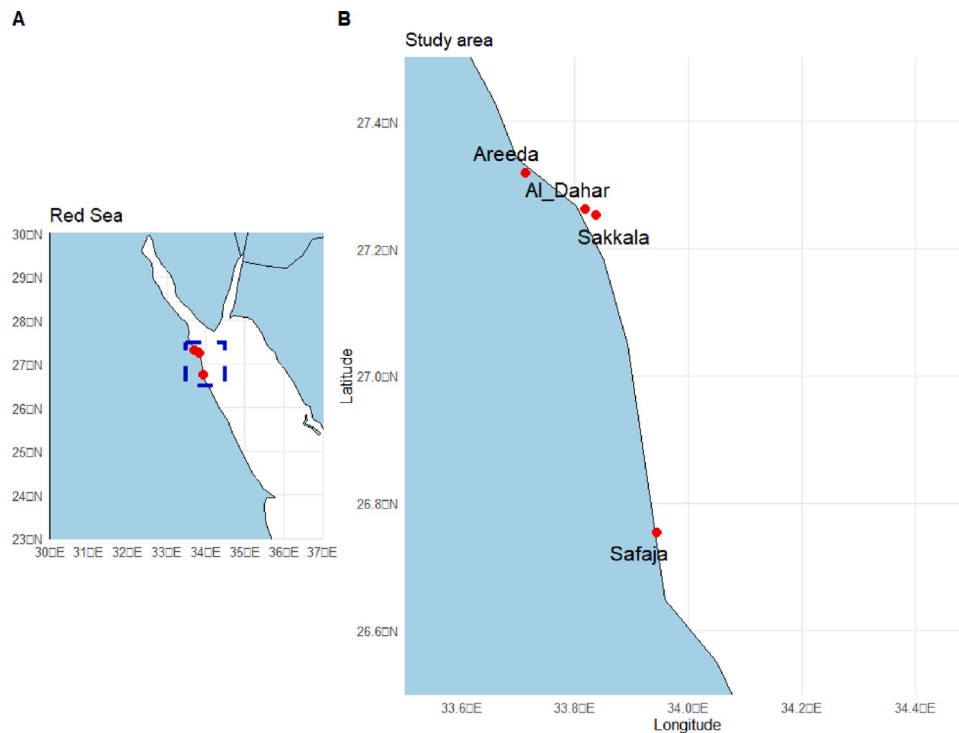 A
Red Sea
30□N
29□N
28□N
27□N
26□N
25□N
24□N
23□N
30□E 31□E 32□E 33□E 34□E 35□E 36□E 37□E
B
Study area
Latitude
27.4□N
27.2□N
27.0□N
26.8□N
26.6□N
Areeda
Al_Dahar
Sakkala
Safaja
33.6□E 33.8□E 34.0□E 34.2□E 34.4□E
Longitude